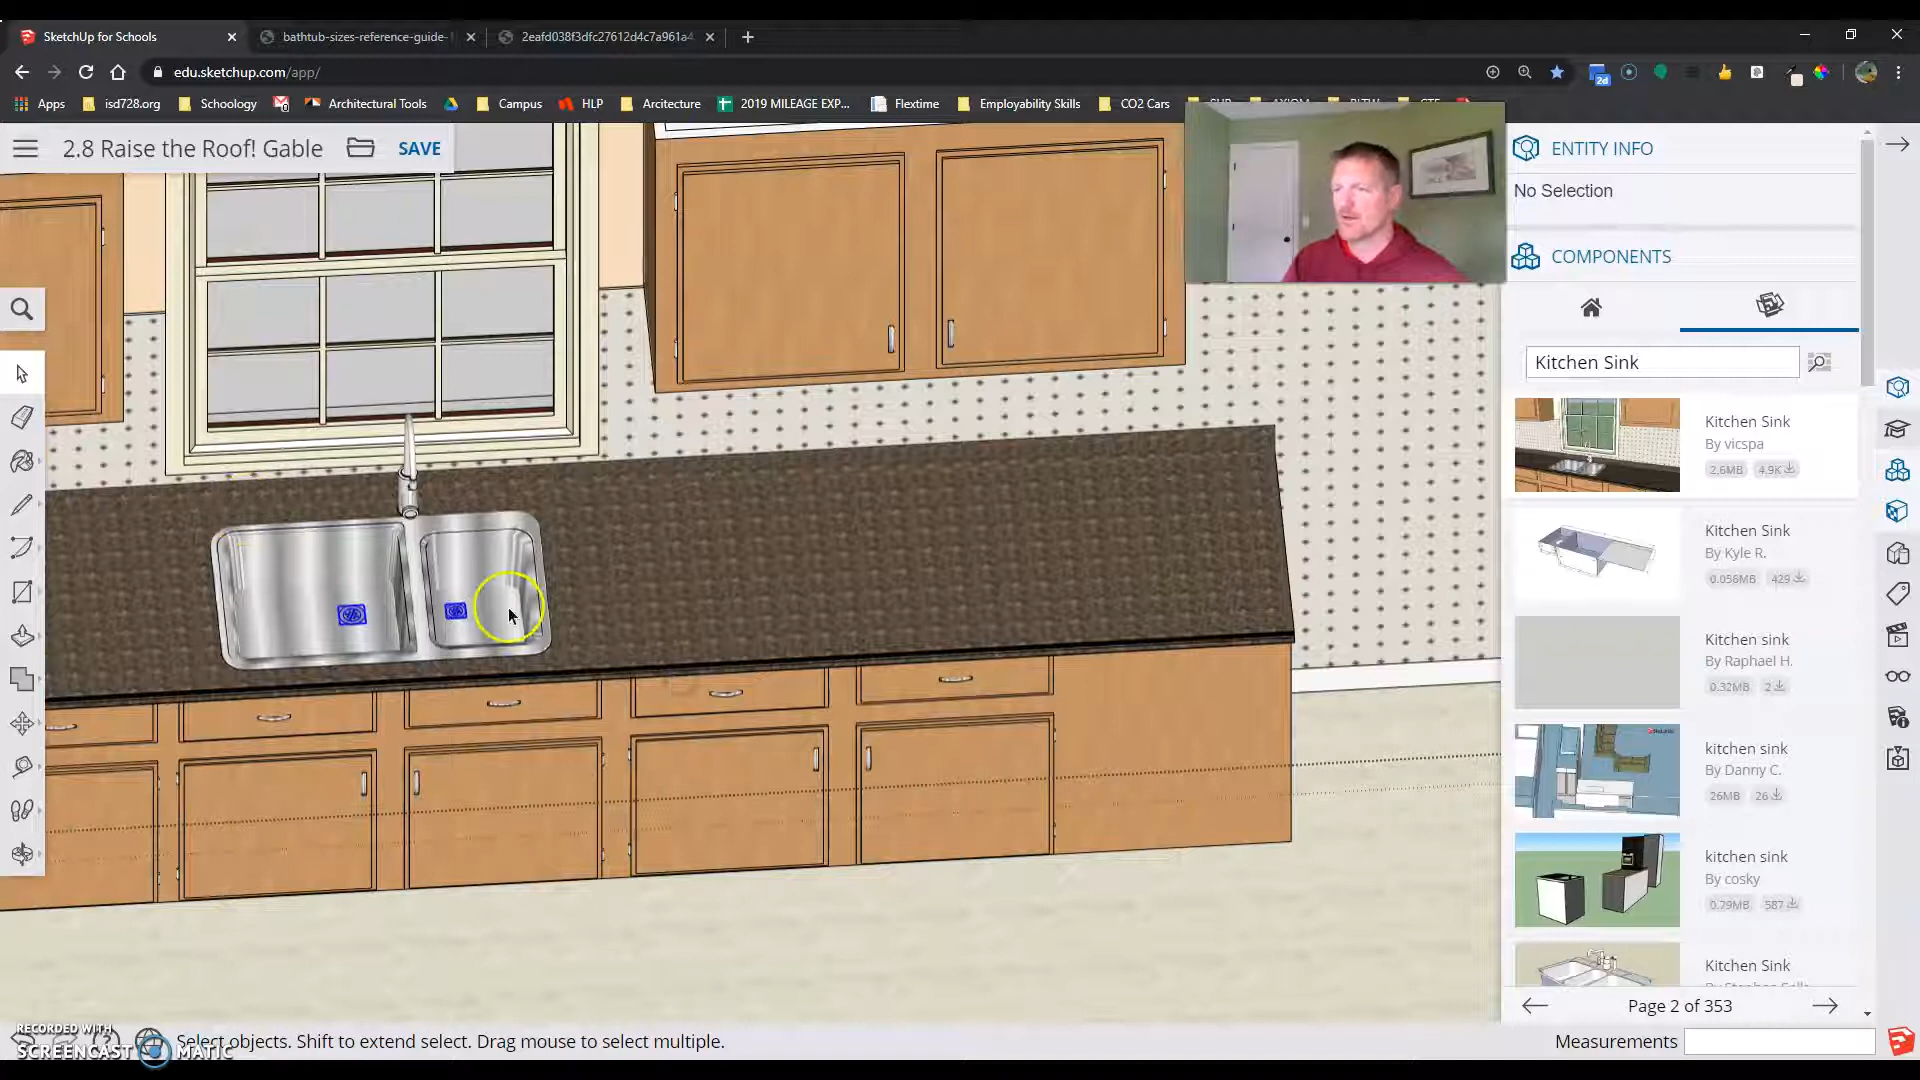 SketchUp for Schools
bathtub-sizes-reference-guide-
2eafd038f3dfc27612d4c7a961a4
edu.sketchup.com/app/
2d
Apps
isd728.org
Schoology
Architectural Tools
Campus
HLP
Arcitecture
2019 MILEAGE EXP...
Flextime
Employability Skills
CO2 Cars
2.8 Raise the Roof! Gable
SAVE
ENTITY INFO
No Selection
COMPONENTS
Kitchen Sink
Kitchen Sink
By vicspa
2.6MB 4.9K
Kitchen Sink
By Kyle R.
0.056MB 429
Kitchen sink
By Raphael H.
0.32MB 2
kitchen sink
By Danny C.
26MB 26
kitchen sink
By cosky
0.29MB 587
Kitchen Sink
Page 2 of 353
RECORDED WITH
SCREENCAST MATIC
Select objects. Shift to extend select. Drag mouse to select multiple.
Measurements